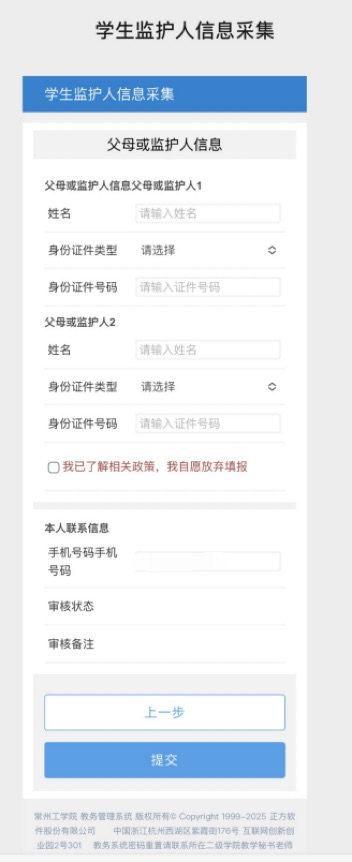 学生监护人信息采集
学生监护人信息采集
父母或监护人信息
父母或监护人信息父母或监护人1
姓名 请输入姓名
身份证件类型 请选择
身份证件号码 请输入证件号码
父母或监护人2
姓名 请输入姓名
身份证件类型 请选择
身份证件号码 请输入证件号码
我已了解相关政策，我自愿放弃填报
本人联系信息
手机号码手机
号码
审核状态
审核备注
上一步
提交
常州工学院 教务管理系统 版权所有© Copyright 1999-2025 正方软
件股份有限公司 中国浙江杭州西湖区紫霞街176号 互联网创新创
业园2号301 教务系统密码重置请联系所在二级学院教学秘书老师